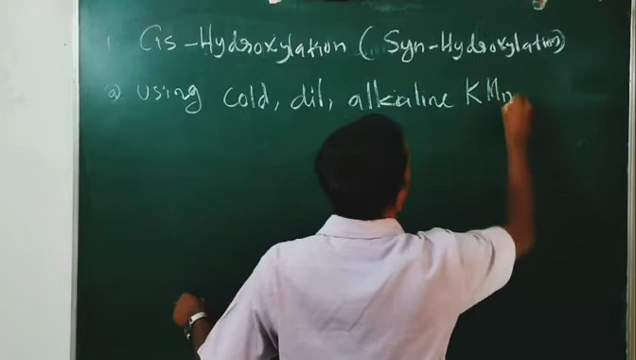 1. Cis-Hydroxylation (Syn-Hydroxylation)
a) using cold, dil, alkaline KMn